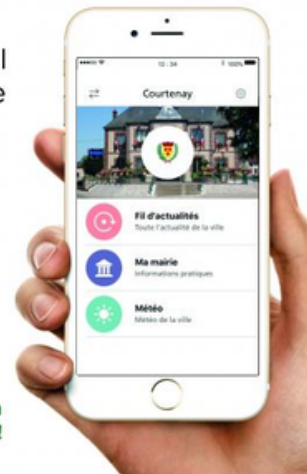 l
e
12:34
100%
Courtenay
Fil d'actualités
Toute l'actualité de la ville
Ma mairie
Informations pratiques
Météo
Météo de la ville